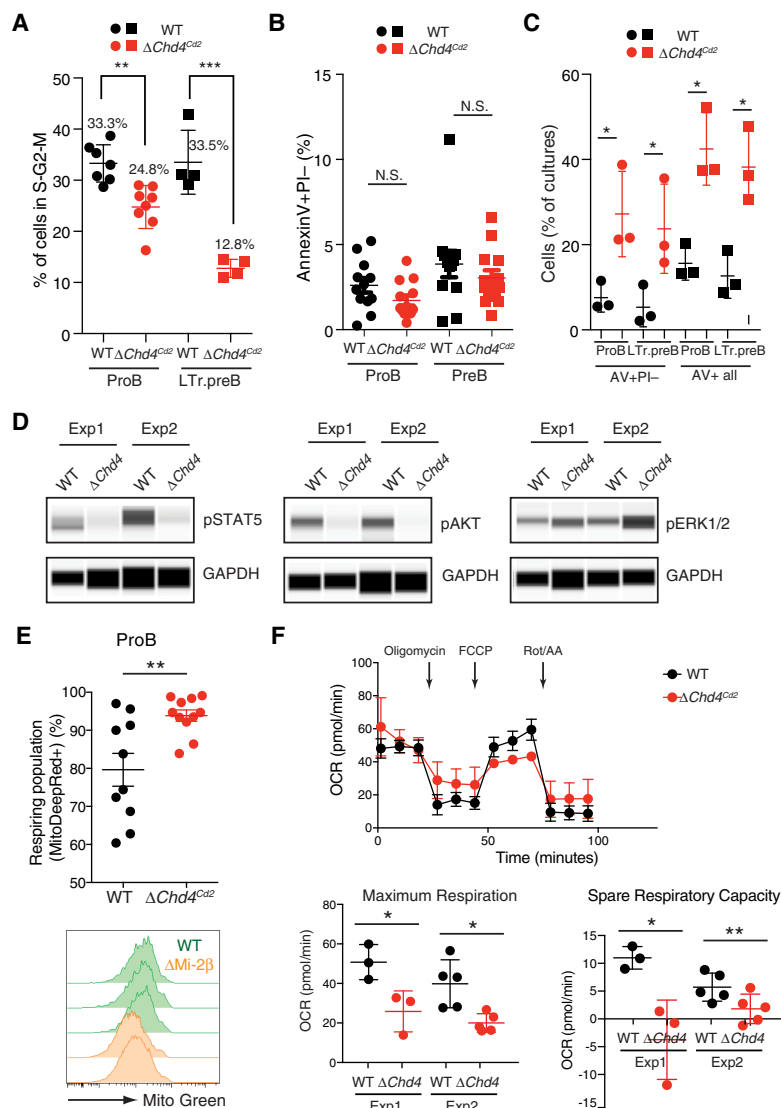 A
WT
ΔChd4Cd2
**
***
33.3%
33.5%
24.8%
12.8%
% of cells in S-G2-M
50
40
30
20
10
0
WT ΔChd4Cd2 WT ΔChd4Cd2
ProB LTr.preB
B
WT
ΔChd4Cd2
N.S.
N.S.
AnnexinV+PI– (%)
15
10
5
0
WT ΔChd4Cd2 WT ΔChd4Cd2
ProB PreB
C
WT
ΔChd4Cd2
* * * *
Cells (% of cultures)
60
40
20
0
ProB LTr.preB ProB LTr.preB
AV+PI– AV+ all
D
Exp1 Exp2
WT ΔChd4 WT ΔChd4
pSTAT5
GAPDH
Exp1 Exp2
WT ΔChd4 WT ΔChd4
pAKT
GAPDH
Exp1 Exp2
WT ΔChd4 WT ΔChd4
pERK1/2
GAPDH
E
ProB
**
Respiring population
(MitoDeepRed+) (%)
100
90
80
70
60
50
WT ΔChd4Cd2
WT
ΔMi-2β
Mito Green
F
Oligomycin FCCP Rot/AA
WT
ΔChd4Cd2
OCR (pmol/min)
100
80
60
40
20
0
0 50 100
Time (minutes)
Maximum Respiration
* *
OCR (pmol/min)
80
60
40
20
0
WT ΔChd4 WT ΔChd4
Exp1 Exp2
Spare Respiratory Capacity
* **
OCR (pmol/min)
15
10
5
0
-5
-10
-15
WT ΔChd4 WT ΔChd4
Exp1 Exp2